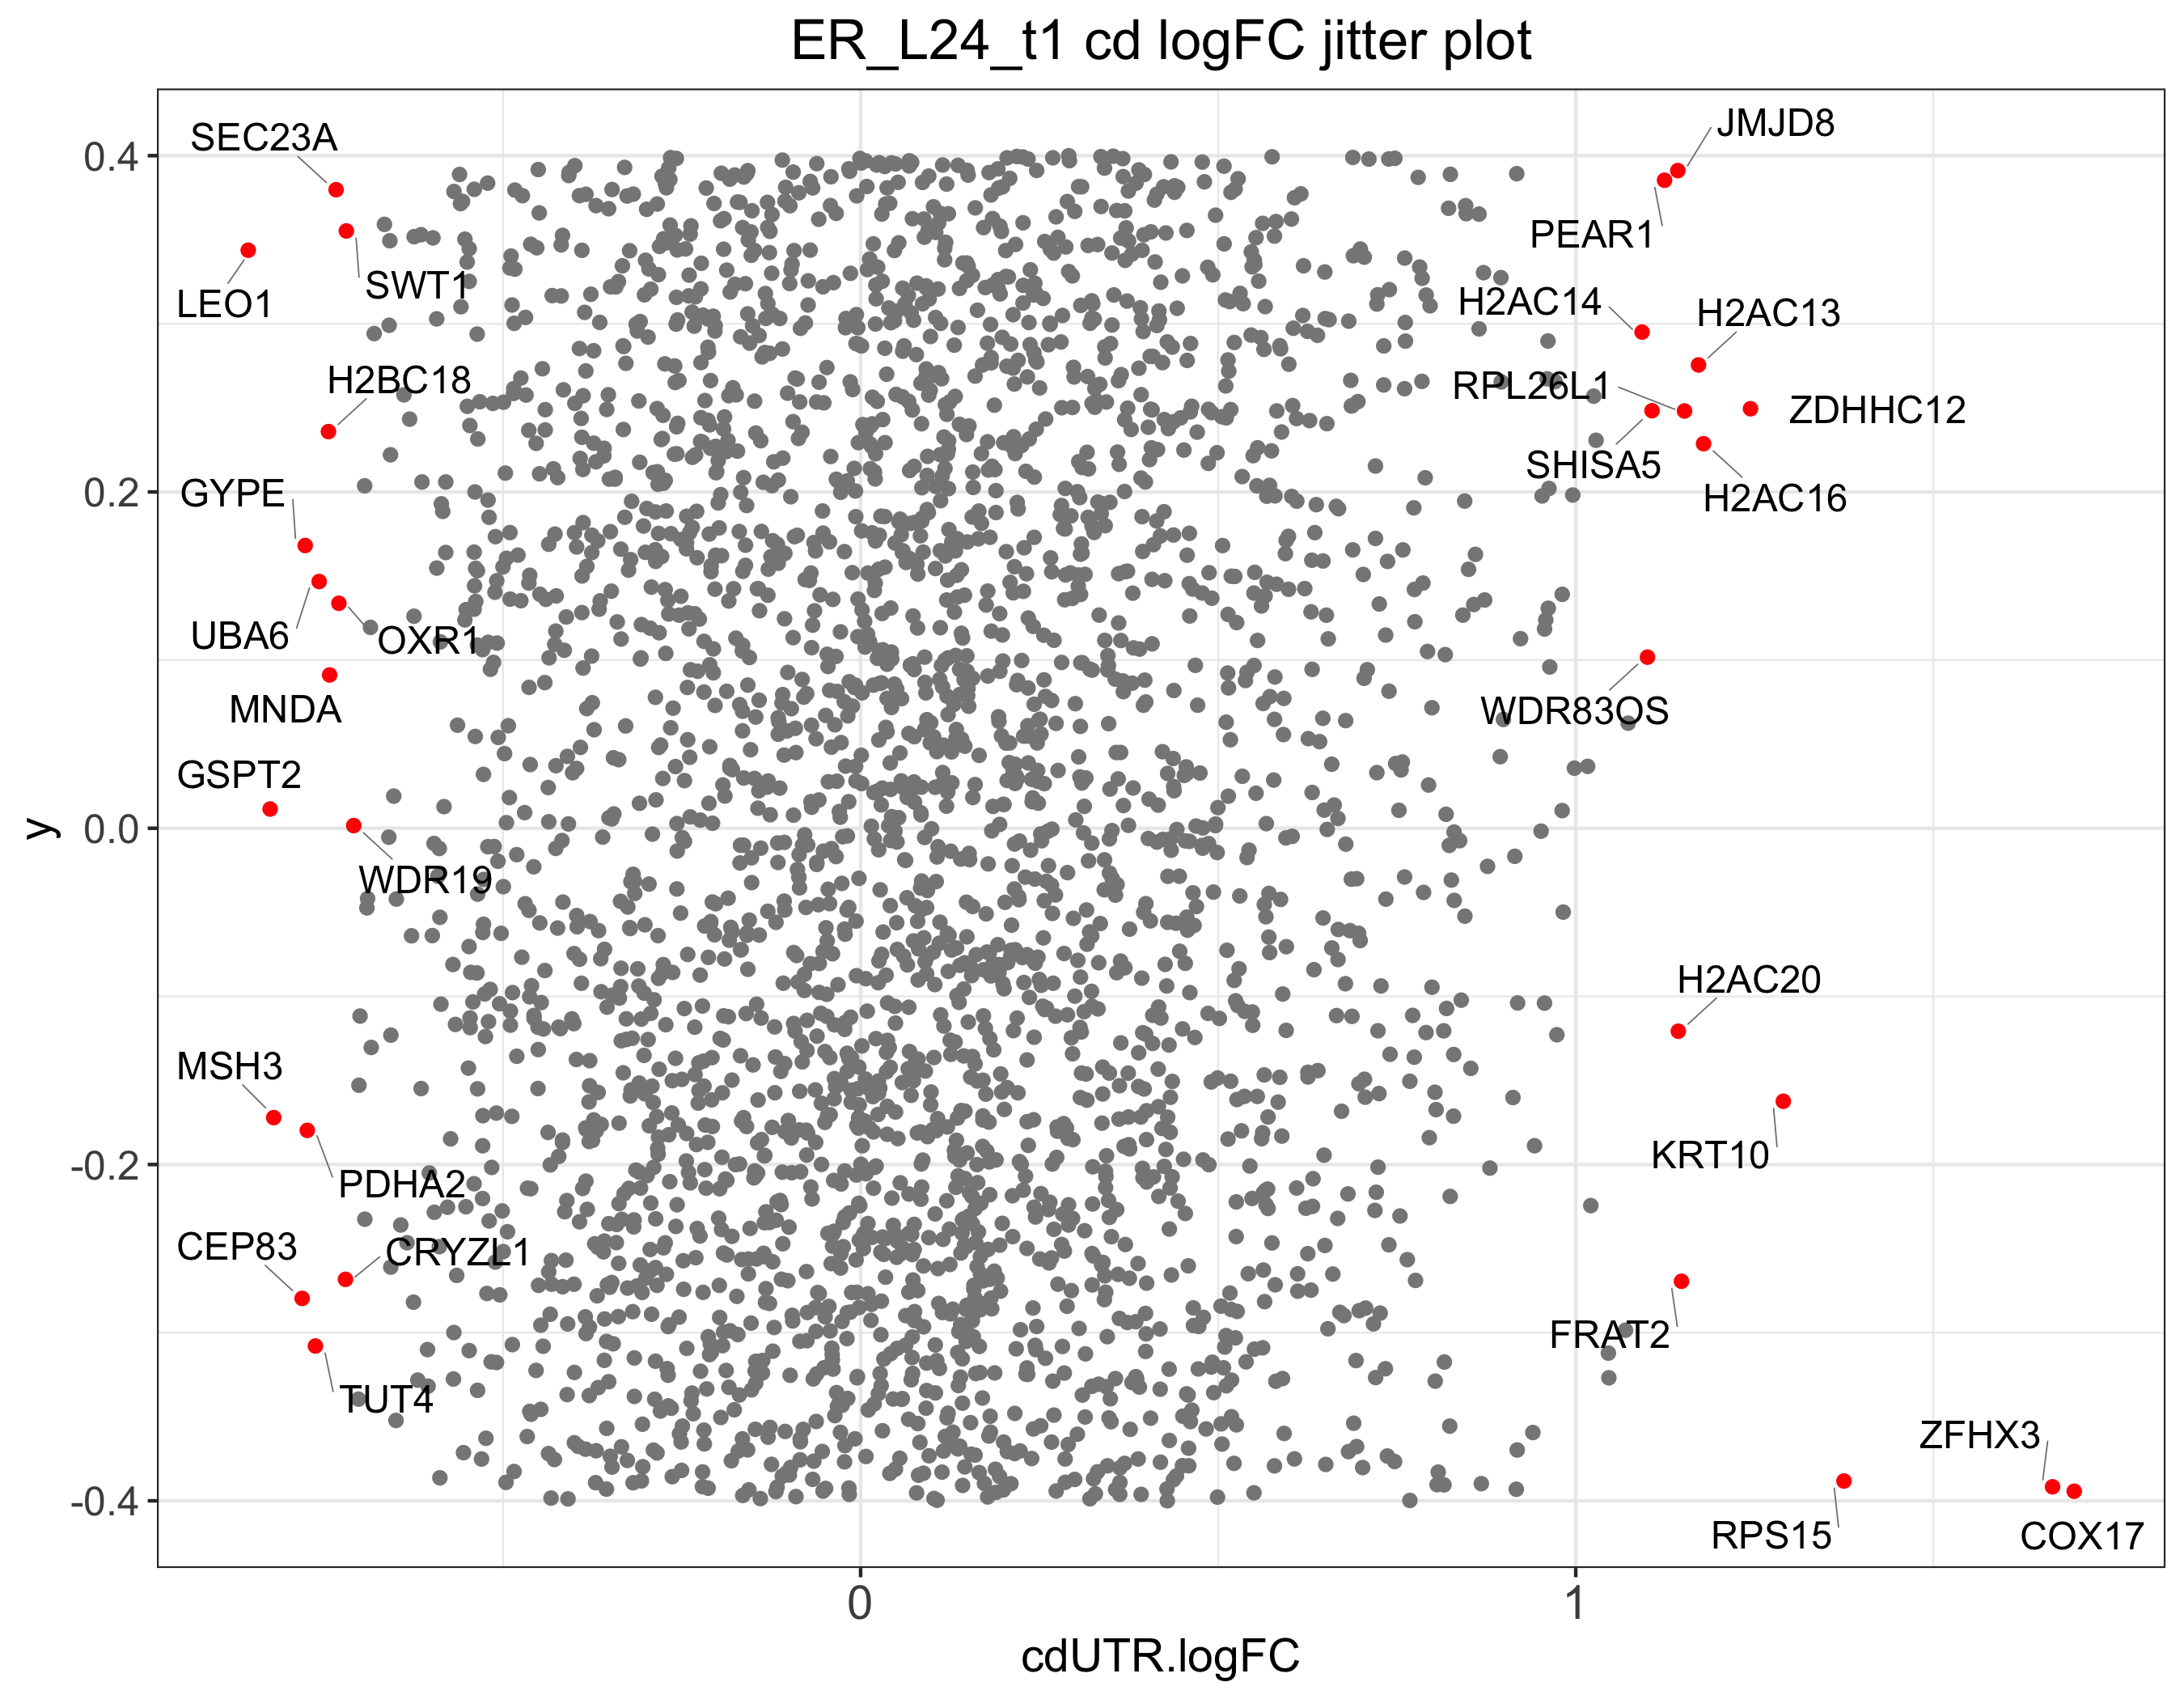 ER_L24_t1 cd logFC jitter plot
SEC23A
JMJD8
0.4
PEAR1
SWT1
LEO1
H2AC14
H2AC13
H2BC18
RPL26L1
ZDHHC12
SHISA5
GYPE
0.2
H2AC16
UBA6
OXR1
MNDA
WDR83OS
GSPT2
y
0.0
WDR19
H2AC20
MSH3
KRT10
-0.2
PDHA2
CEP83
CRYZL1
FRAT2
TUT4
ZFHX3
-0.4
RPS15
COX17
0
1
cdUTR.logFC